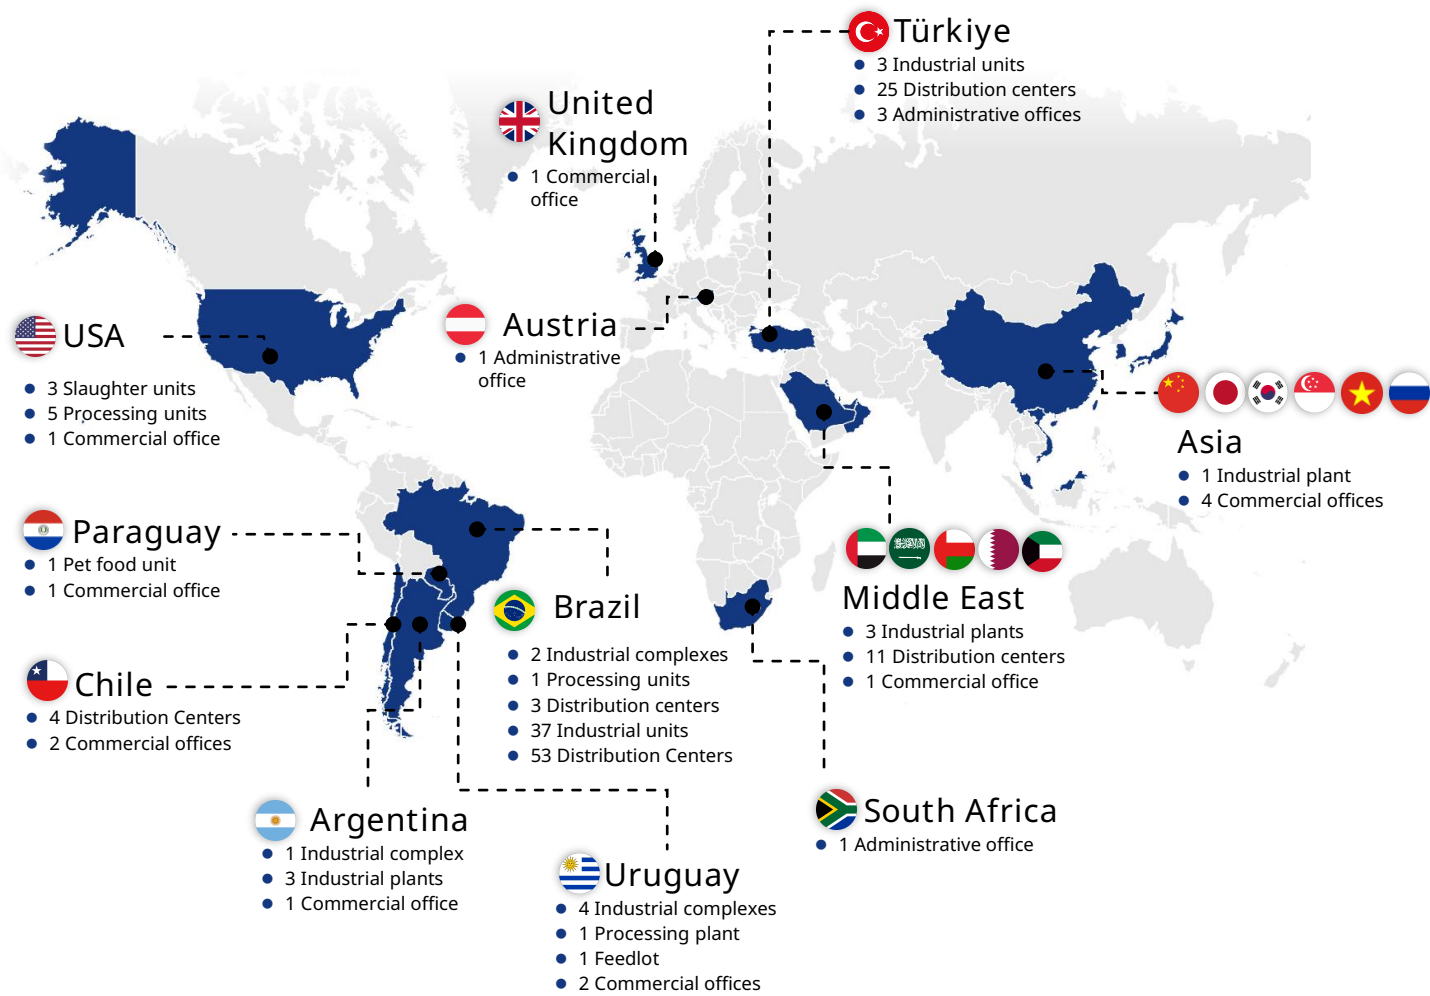 Türkiye
3 Industrial units
25 Distribution centers
3 Administrative offices
United
Kingdom
1 Commercial
office
Austria
1 Administrative
office
USA
3 Slaughter units
5 Processing units
1 Commercial office
Asia
1 Industrial plant
4 Commercial offices
Paraguay
1 Pet food unit
1 Commercial office
Brazil
2 Industrial complexes
1 Processing units
3 Distribution centers
37 Industrial units
53 Distribution Centers
Middle East
3 Industrial plants
11 Distribution centers
1 Commercial office
Chile
4 Distribution Centers
2 Commercial offices
Argentina
1 Industrial complex
3 Industrial plants
1 Commercial office
South Africa
1 Administrative office
Uruguay
4 Industrial complexes
1 Processing plant
1 Feedlot
2 Commercial offices